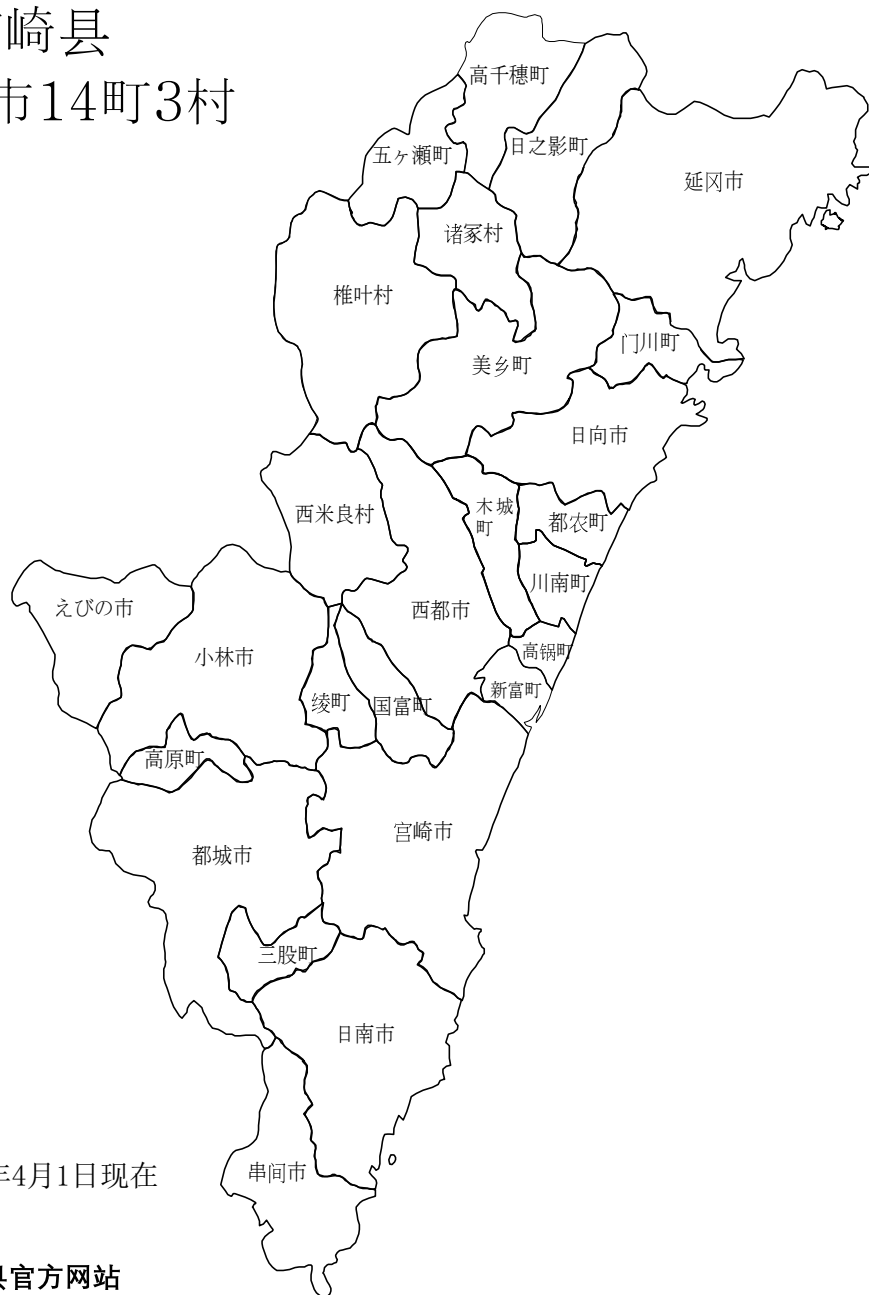 崎县
市14町3村
高千穗町
五ヶ瀬町
日之影町
延冈市
诸冢村
椎叶村
门川町
美乡町
日向市
西米良村
木城
町
都农町
川南町
えびの市
西都市
小林市
高锅町
新富町
绫町
国富町
高原町
宫崎市
都城市
三股町
日南市
串间市
年4月1日现在
县官方网站